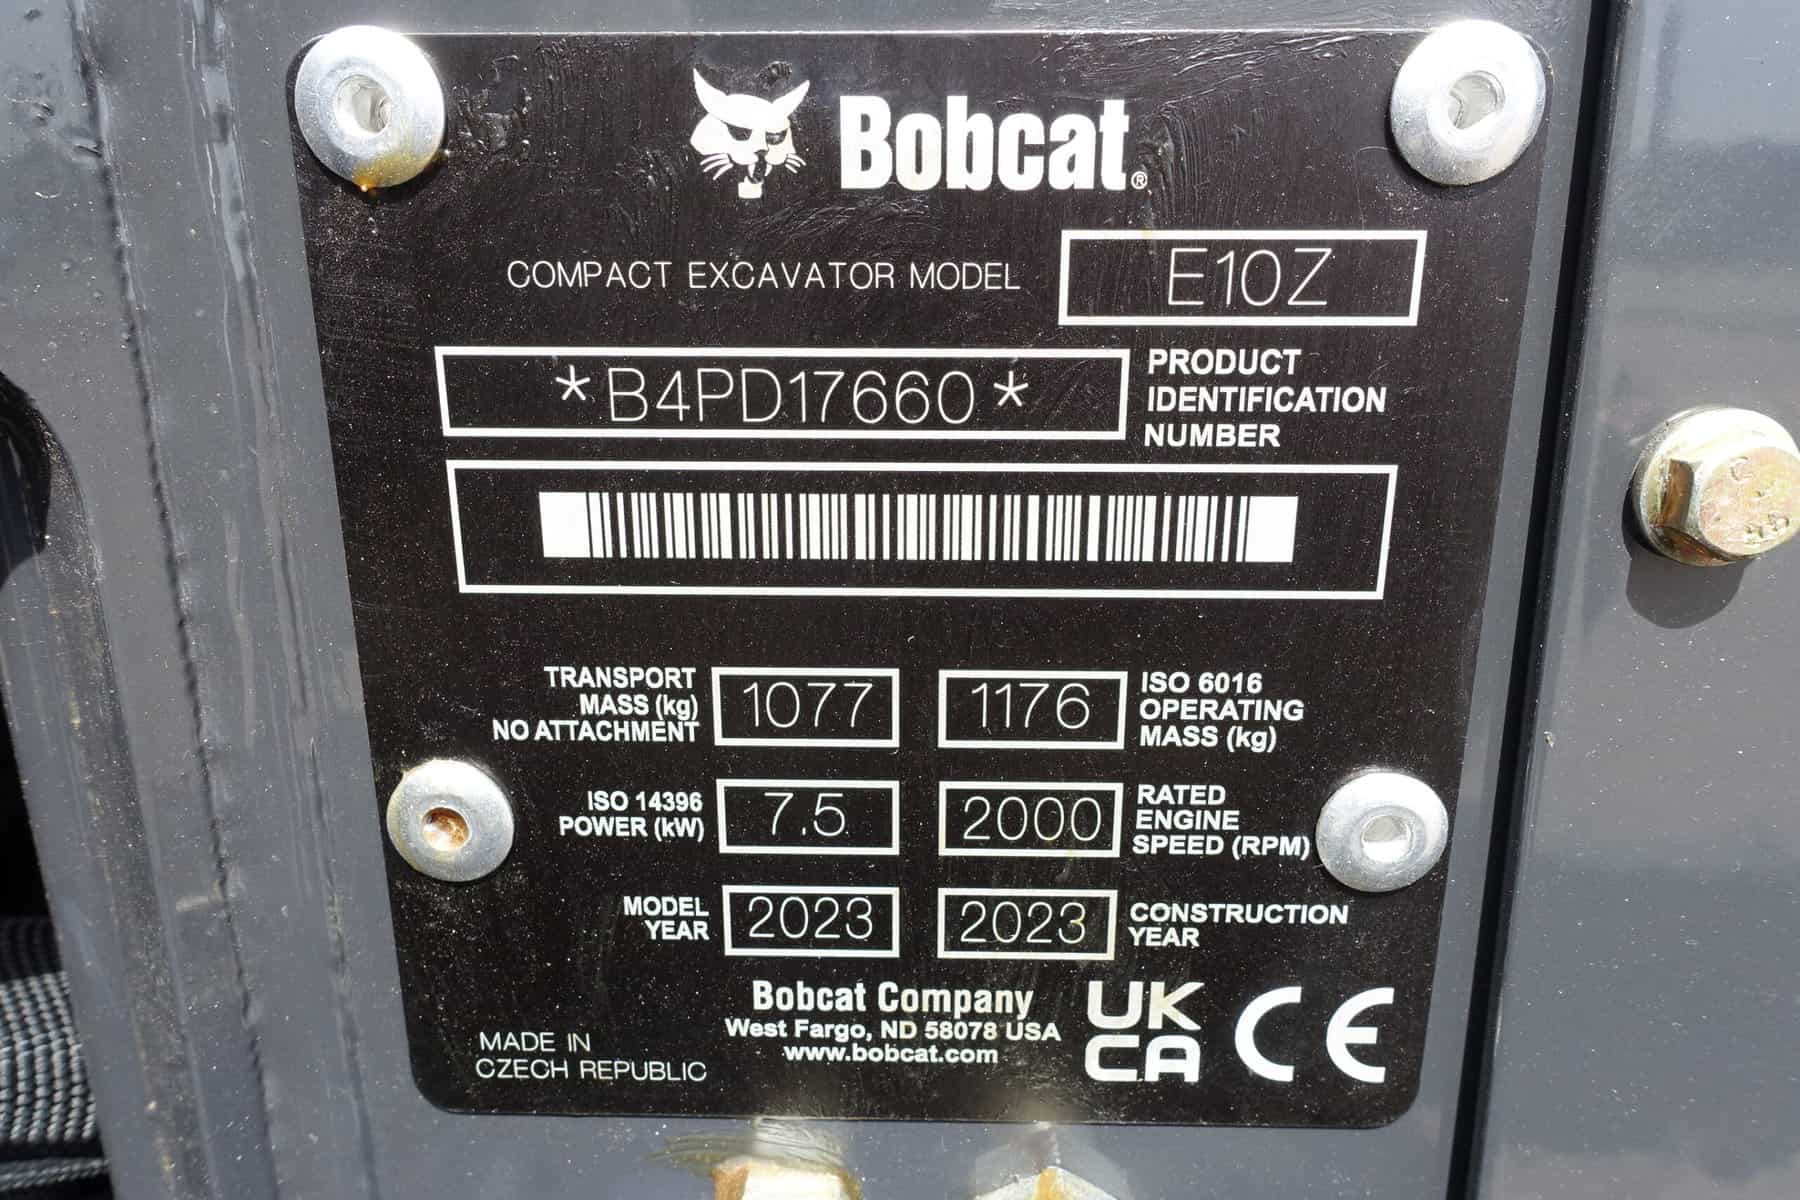 Bobcat®
COMPACT EXCAVATOR MODEL E10Z
*B4PD17660*
PRODUCT
IDENTIFICATION
NUMBER
TRANSPORT
MASS (kg)
NO ATTACHMENT
1077
1176
ISO 6016
OPERATING
MASS (kg)
ISO 14396
POWER (kW)
7.5
2000
RATED
ENGINE
SPEED (RPM)
MODEL
YEAR
2023
2023
CONSTRUCTION
YEAR
MADE IN
CZECH REPUBLIC
Bobcat Company
West Fargo, ND 58078 USA
www.bobcat.com
UK
CA
CE